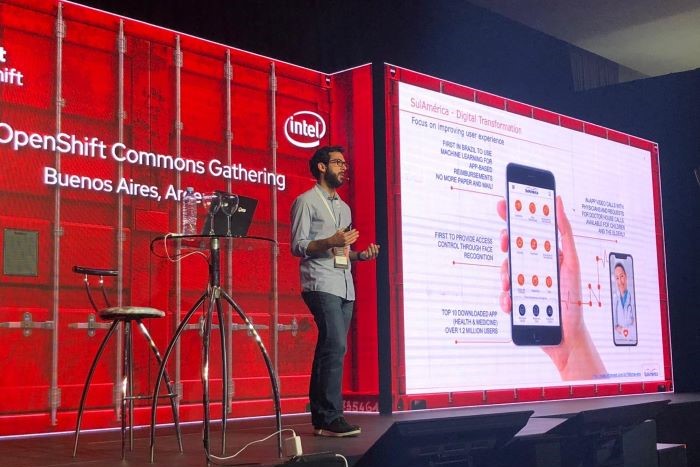 OpenShift Commons Gathering
Buenos Aires,
intel
SulAmérica - Digital Transformation
Focus on improving user experience
FIRST IN BRAZIL TO USE
MACHINE LEARNING FOR
APP-BASED
REIMBURSEMENTS
NO MORE PAPER AND MAIL!
IN APP VIDEO CALLS WITH
PHYSICIANS AND REQUESTS
FOR DOCTOR HOUSE CALLS
AVAILABLE FOR CHILDREN
AND THE ELDERLY
FIRST TO PROVIDE ACCESS
CONTROL THROUGH FACE
RECOGNITION
TOP 10 DOWNLOADED APP
(HEALTH & MEDICINE)
OVER 1.2 MILLION USERS
SulAmérica